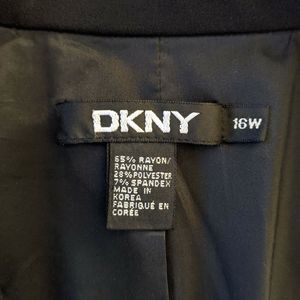 DKNY
16W
65% RAYON/
RAYONNE
28% POLYESTER
7% SPANDEX
MADE IN
KOREA
FABRIQUÉ EN
CORÉE